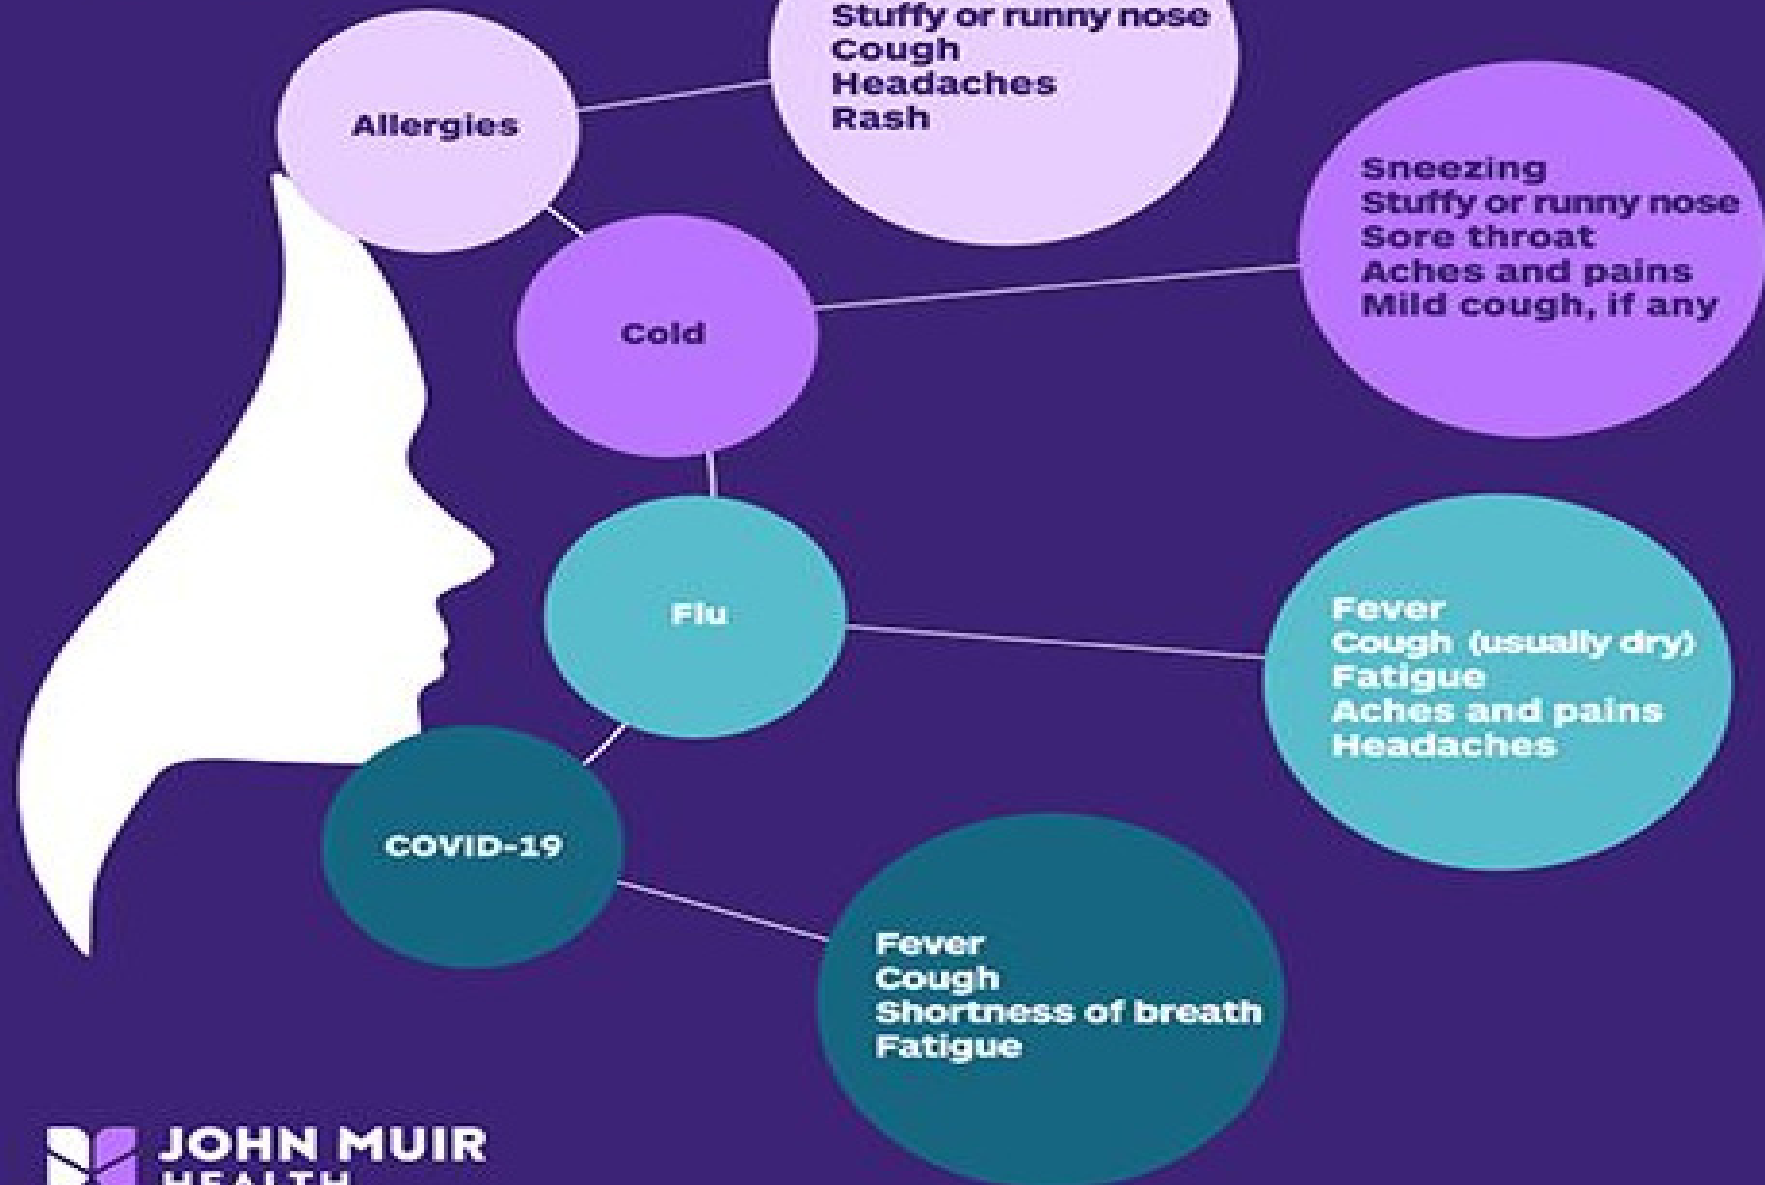 Allergies
Stuffy or runny nose
Cough
Headaches
Rash
Cold
Sneezing
Stuffy or runny nose
Sore throat
Aches and pains
Mild cough, if any
Flu
Fever
Cough (usually dry)
Fatigue
Aches and pains
Headaches
COVID-19
Fever
Cough
Shortness of breath
Fatigue
JOHN MUIR
HEALTH